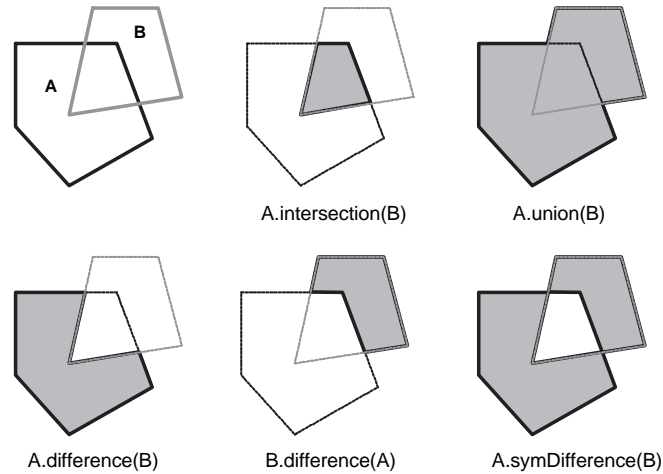 B
A
A.intersection(B)
A.union(B)
A.difference(B)
B.difference(A)
A.symDifference(B)